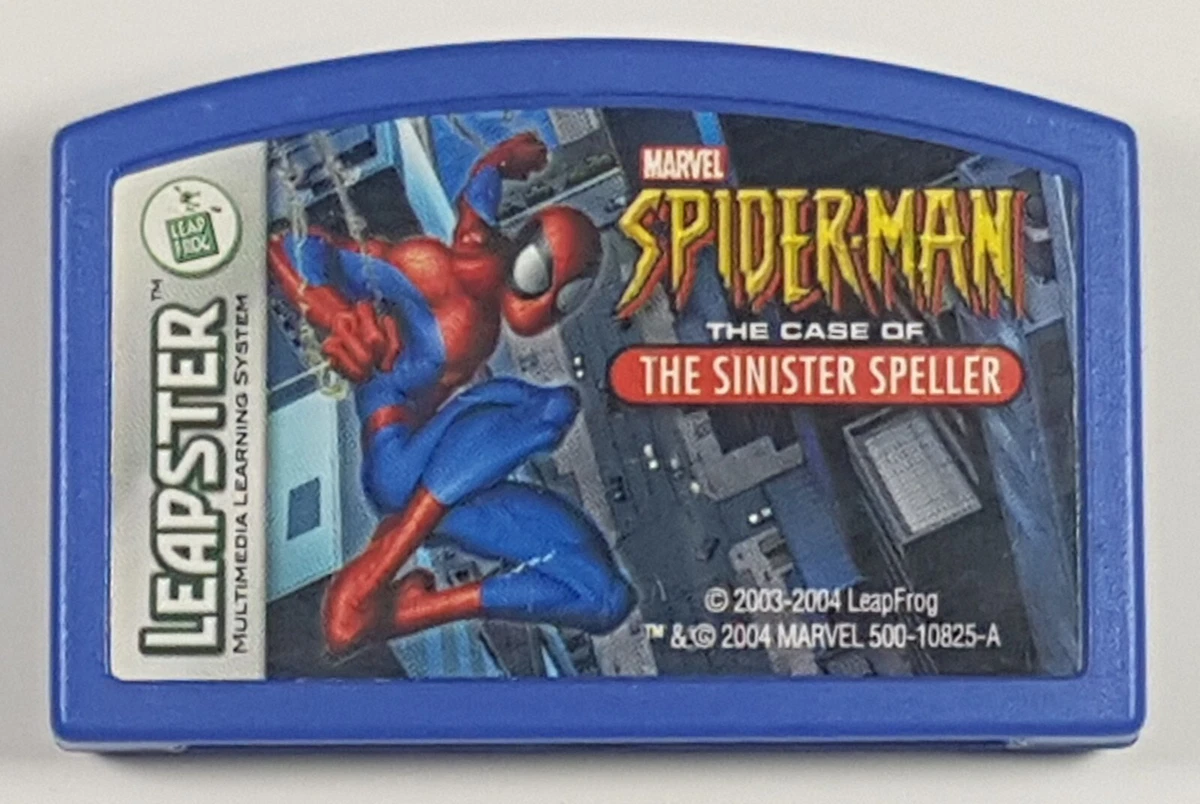 LEAP
FROG
LEAPSTER™
MULTIMEDIA LEARNING SYSTEM
MARVEL
SPIDER-MAN
THE CASE OF
THE SINISTER SPELLER
© 2003-2004 LeapFrog
™ & © 2004 MARVEL 500-10825-A